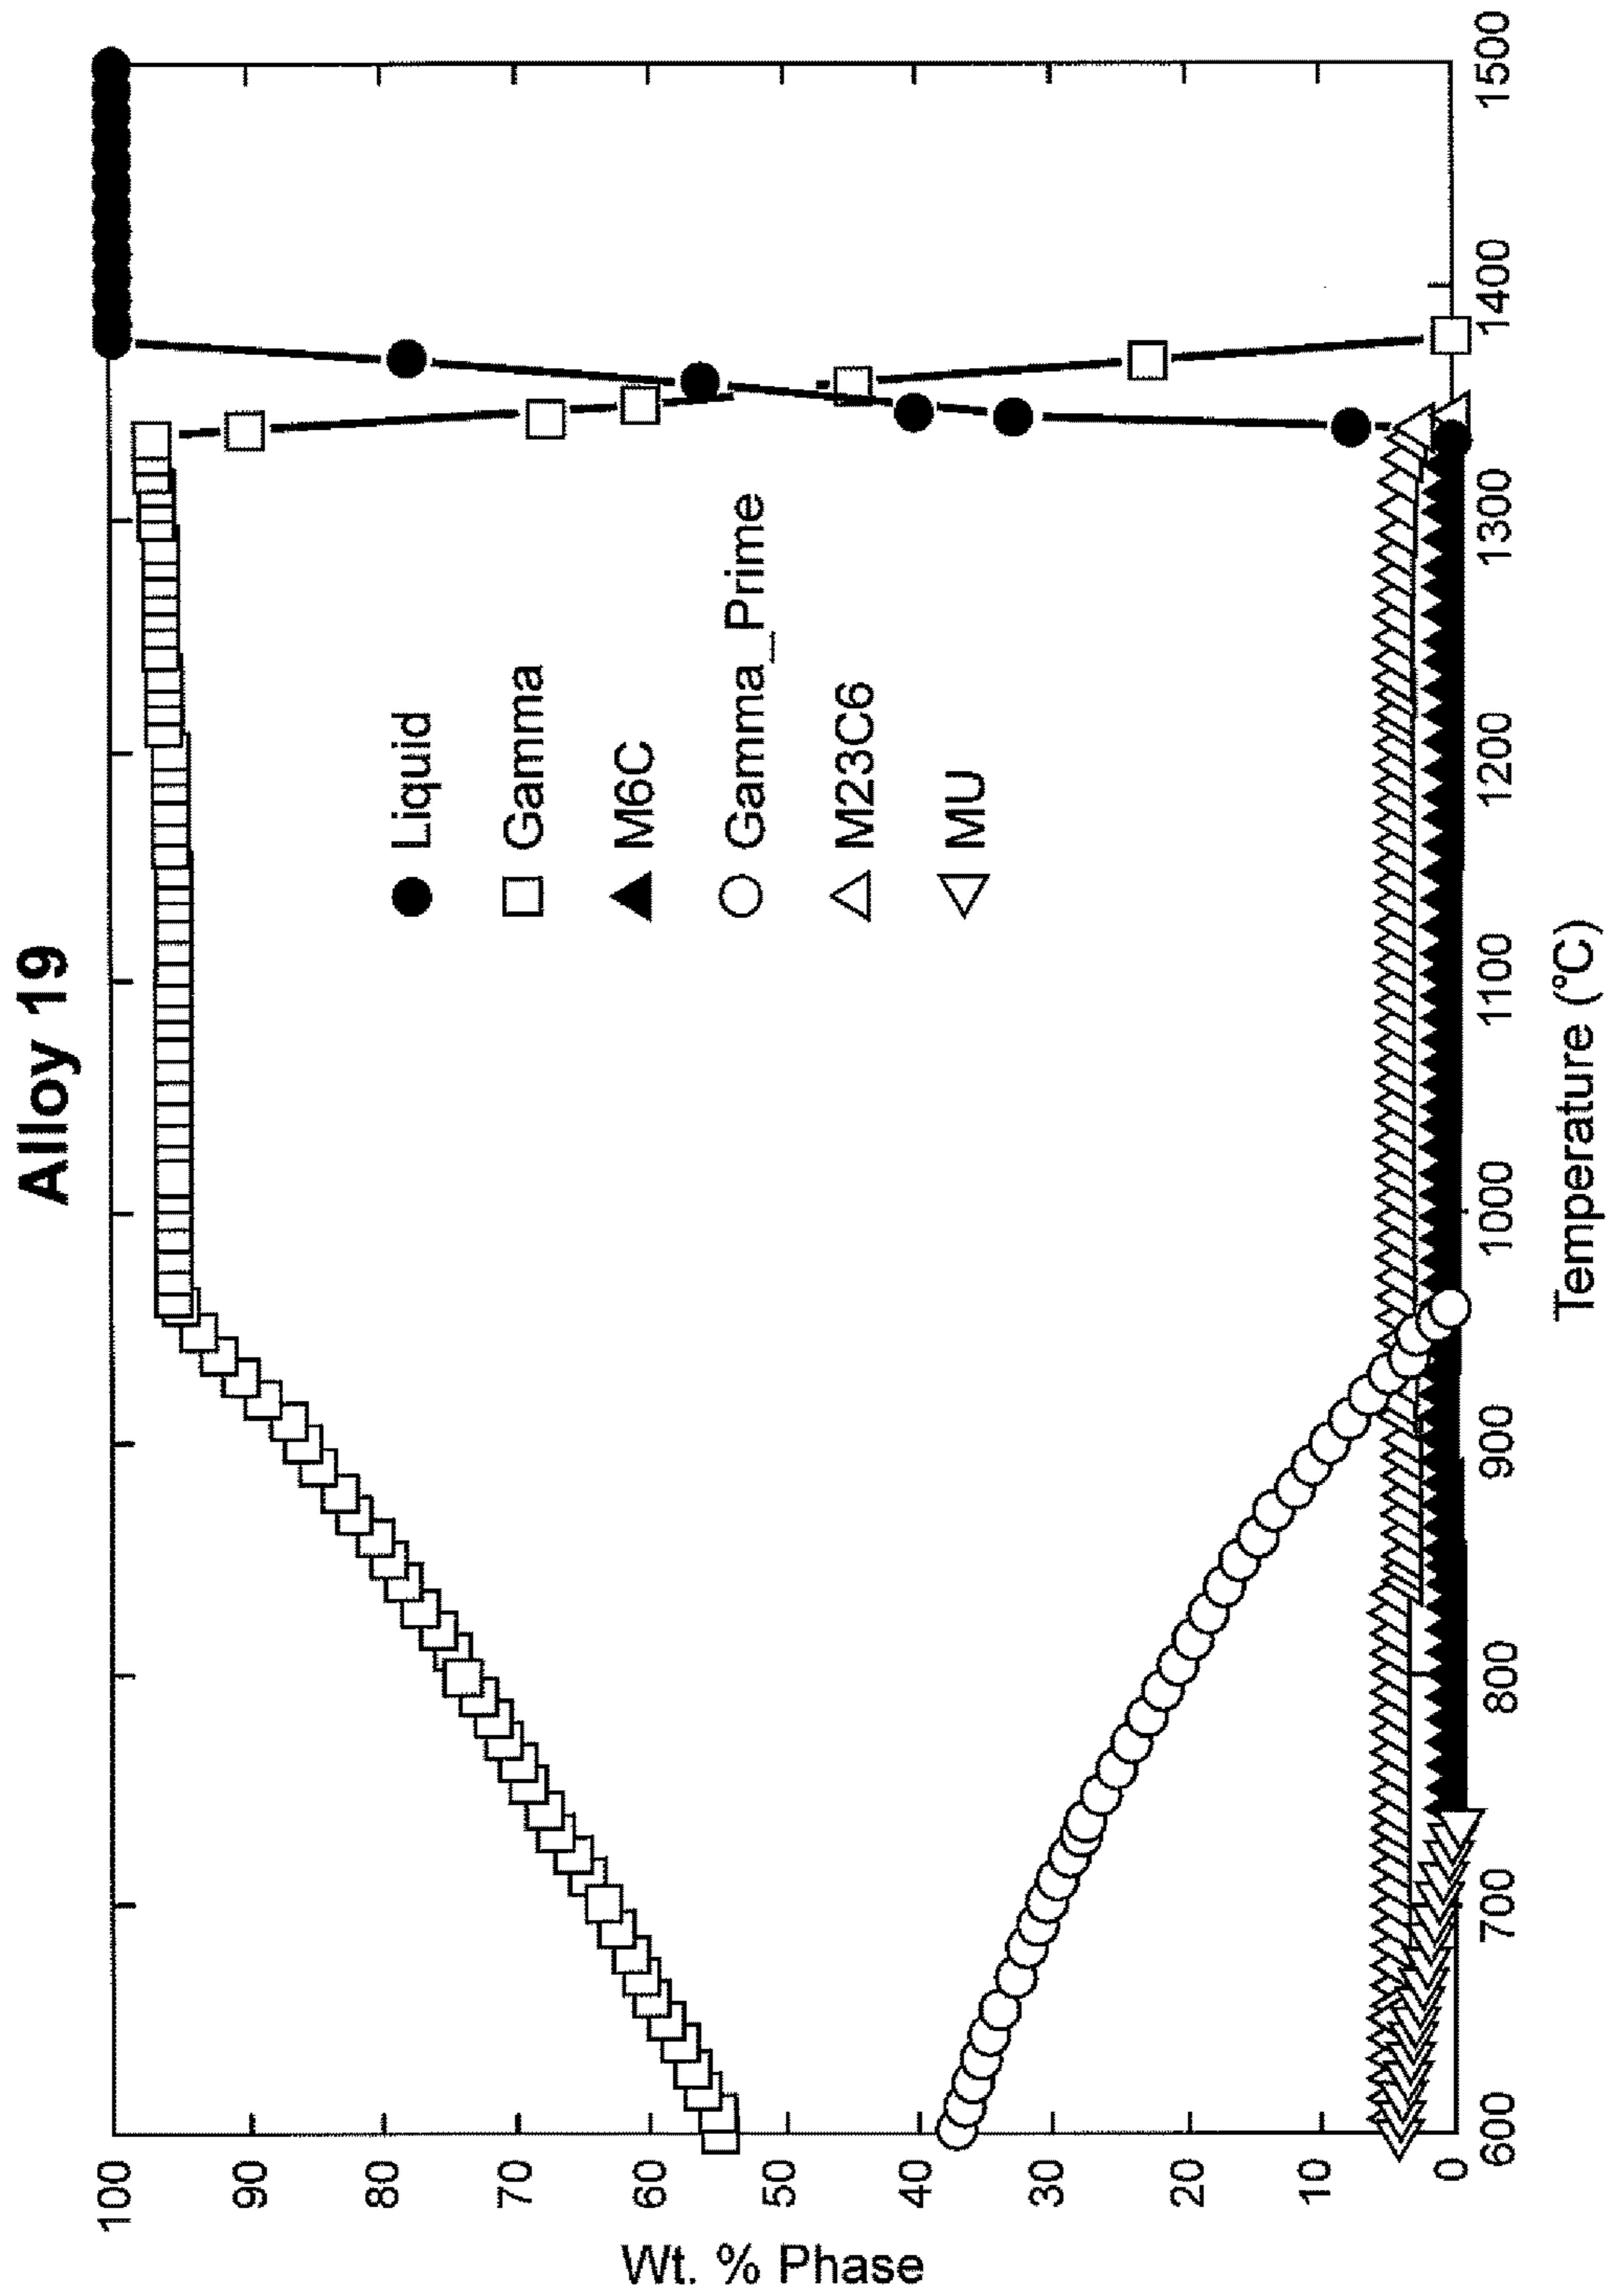 Alloy 19
100
90
80
70
60
50
40
30
20
10
0
Wt. % Phase
Liquid
Gamma
M6C
Gamma_Prime
M23C6
MU
600
700
800
900
1000
1100
1200
1300
1400
1500
Temperature (°C)